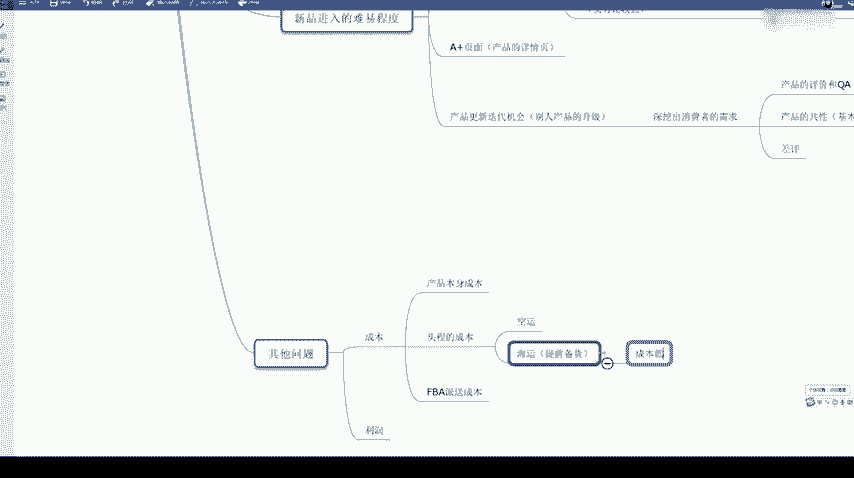 新品进入的难易程度
A+页面（产品的详情页）
产品更新迭代机会（别人产品的升级）
深挖出消费者的需求
产品的评价和QA
产品的共性（基本
差评
其他问题
成本
产品本身成本
头程的成本
空运
海运（提前备货）
成本
FBA派送成本
利润